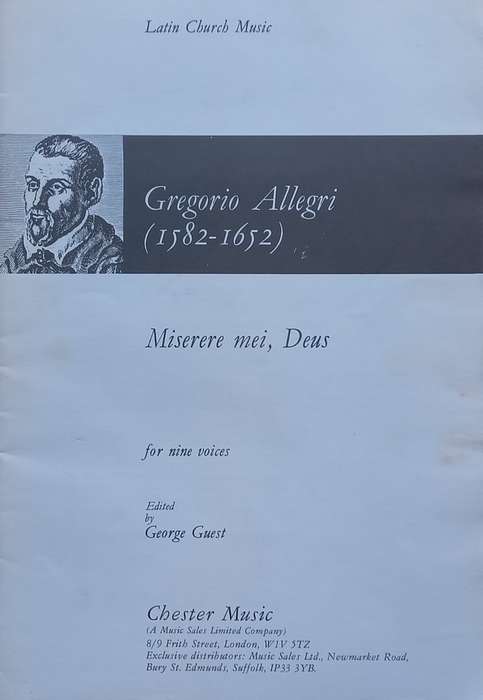 Latin Church Music
Gregorio Allegri
(1582-1652)
Miserere mei, Deus
for nine voices
Edited
by
George Guest
Chester Music
(A Music Sales Limited Company)
8/9 Frith Street, London, W1V 5TZ
Exclusive distributors: Music Sales Ltd., Newmarket Road,
Bury St. Edmunds, Suffolk, IP33 3YB.